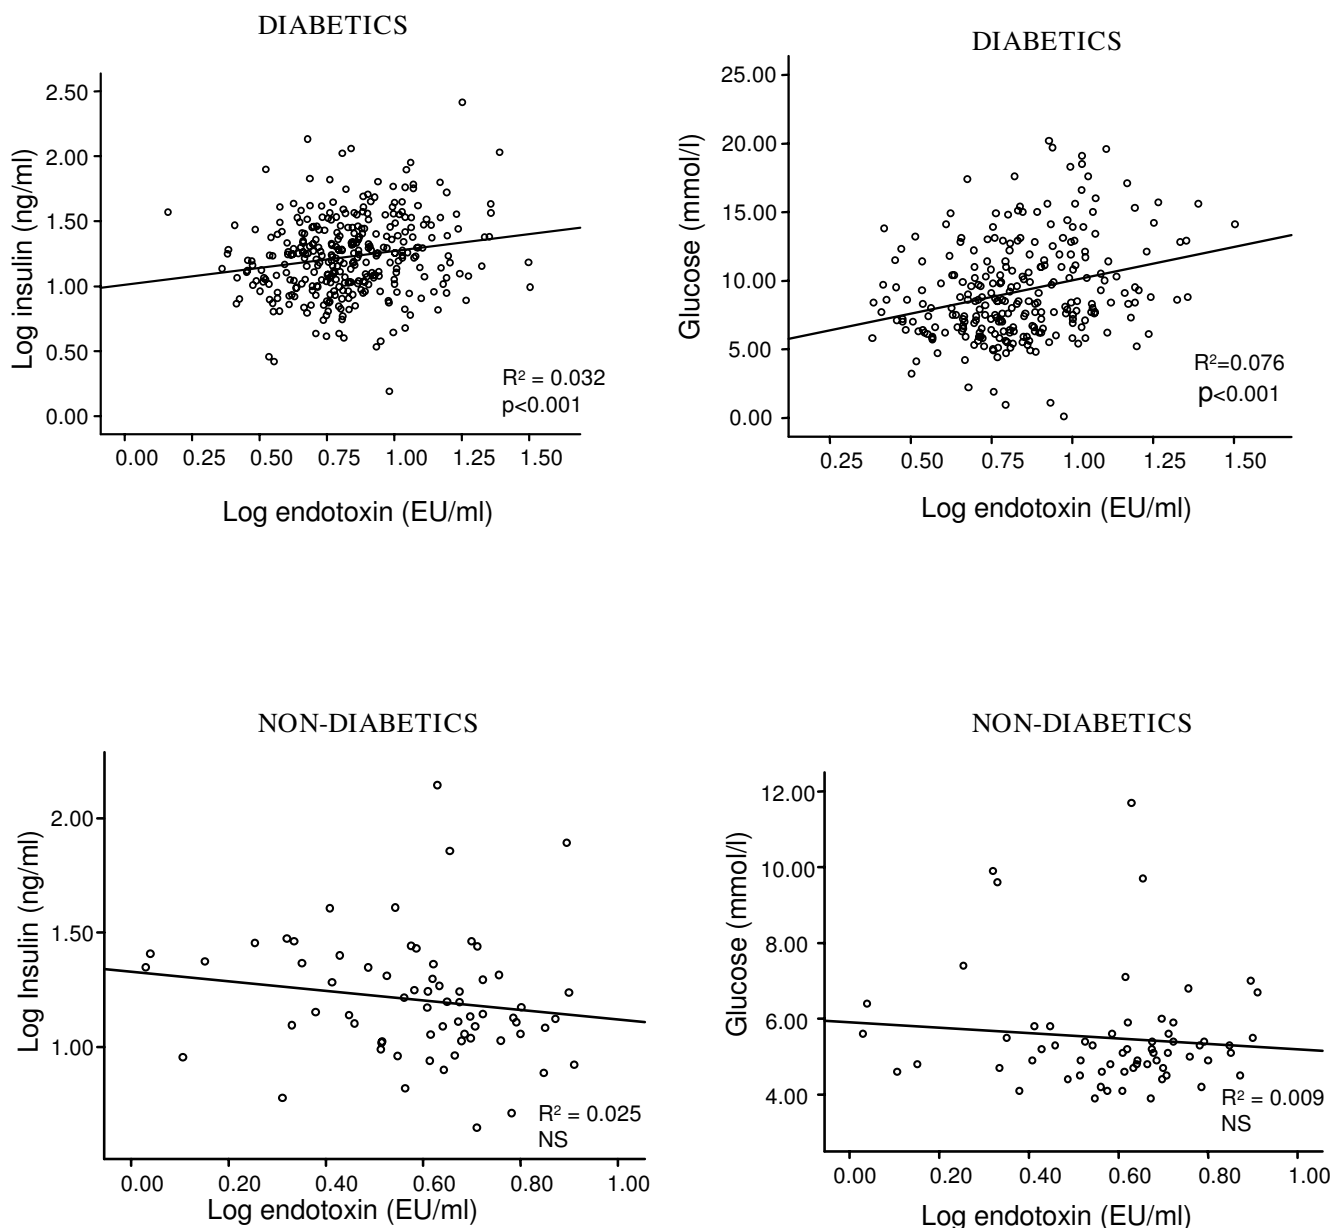 DIABETICS
2.50
2.00
1.50
1.00
0.50
0.00
Log insulin (ng/ml)
R² = 0.032
p<0.001
0.00 0.25 0.50 0.75 1.00 1.25 1.50
Log endotoxin (EU/ml)
DIABETICS
25.00
20.00
15.00
10.00
5.00
0.00
Glucose (mmol/l)
R²=0.076
p<0.001
0.25 0.50 0.75 1.00 1.25 1.50
Log endotoxin (EU/ml)
NON-DIABETICS
2.00
1.50
1.00
Log Insulin (ng/ml)
R² = 0.025
NS
0.00 0.20 0.40 0.60 0.80 1.00
Log endotoxin (EU/ml)
NON-DIABETICS
12.00
10.00
8.00
6.00
4.00
Glucose (mmol/l)
R² = 0.009
NS
0.00 0.20 0.40 0.60 0.80 1.00
Log endotoxin (EU/ml)